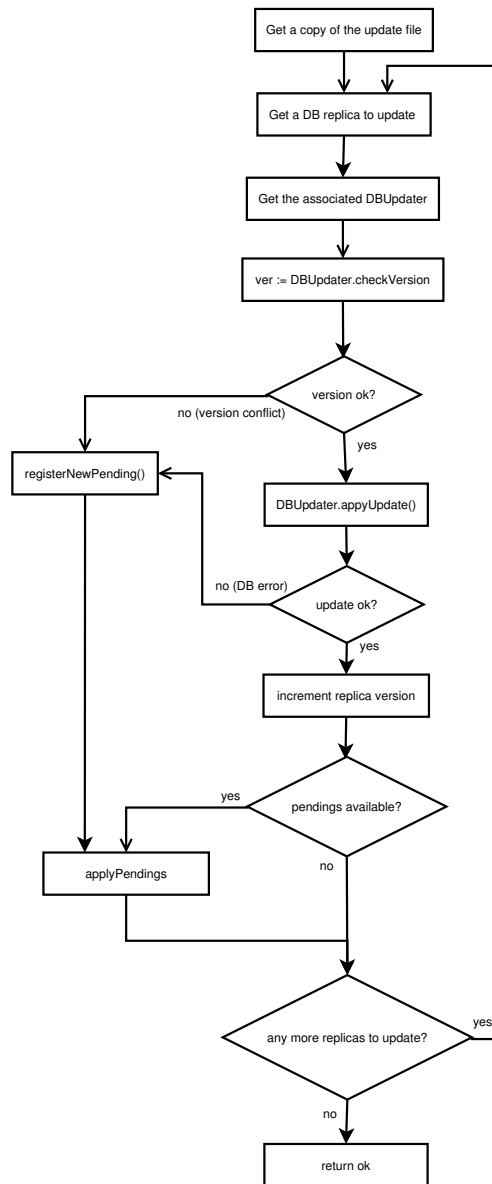 Get a copy of the update file
Get a DB replica to update
Get the associated DBUpdater
ver := DBUpdater.checkVersion
version ok?
no (version conflict)
yes
registerNewPending()
DBUpdater.appyUpdate()
no (DB error)
update ok?
yes
increment replica version
yes
pendings available?
no
applyPendings
yes
any more replicas to update?
no
return ok